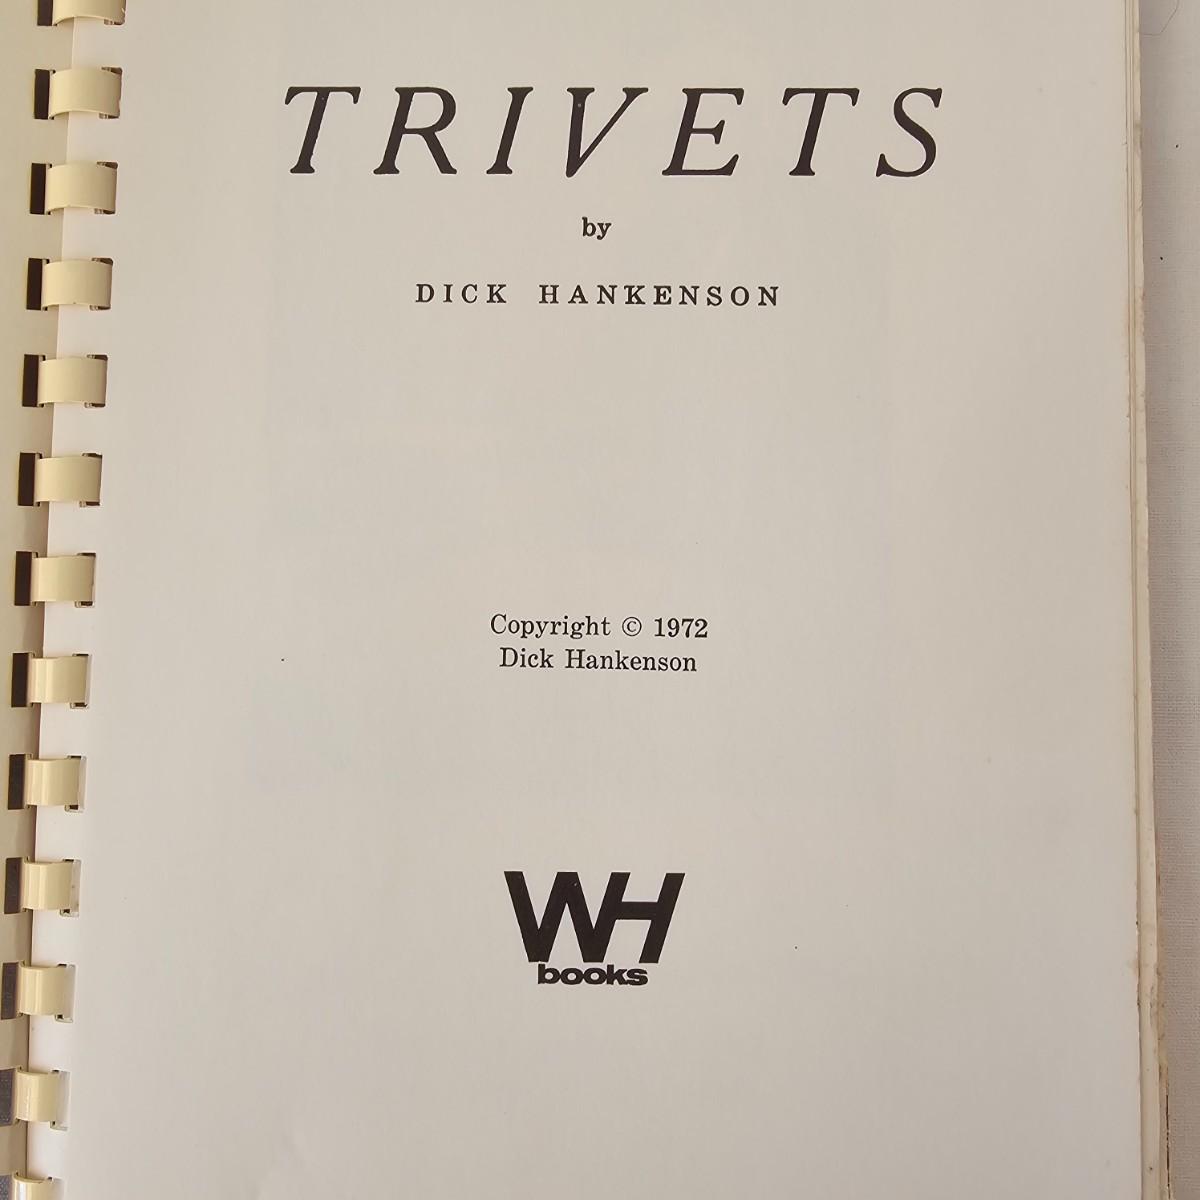 TRIVETS
by
DICK HANKENSON
Copyright © 1972
Dick Hankenson
WH
books